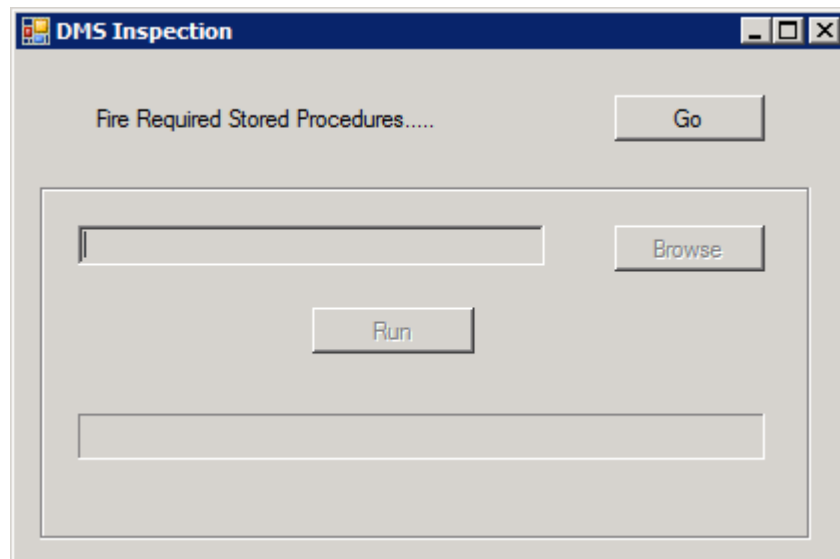 DMS Inspection
Fire Required Stored Procedures.....
Go
Browse
Run